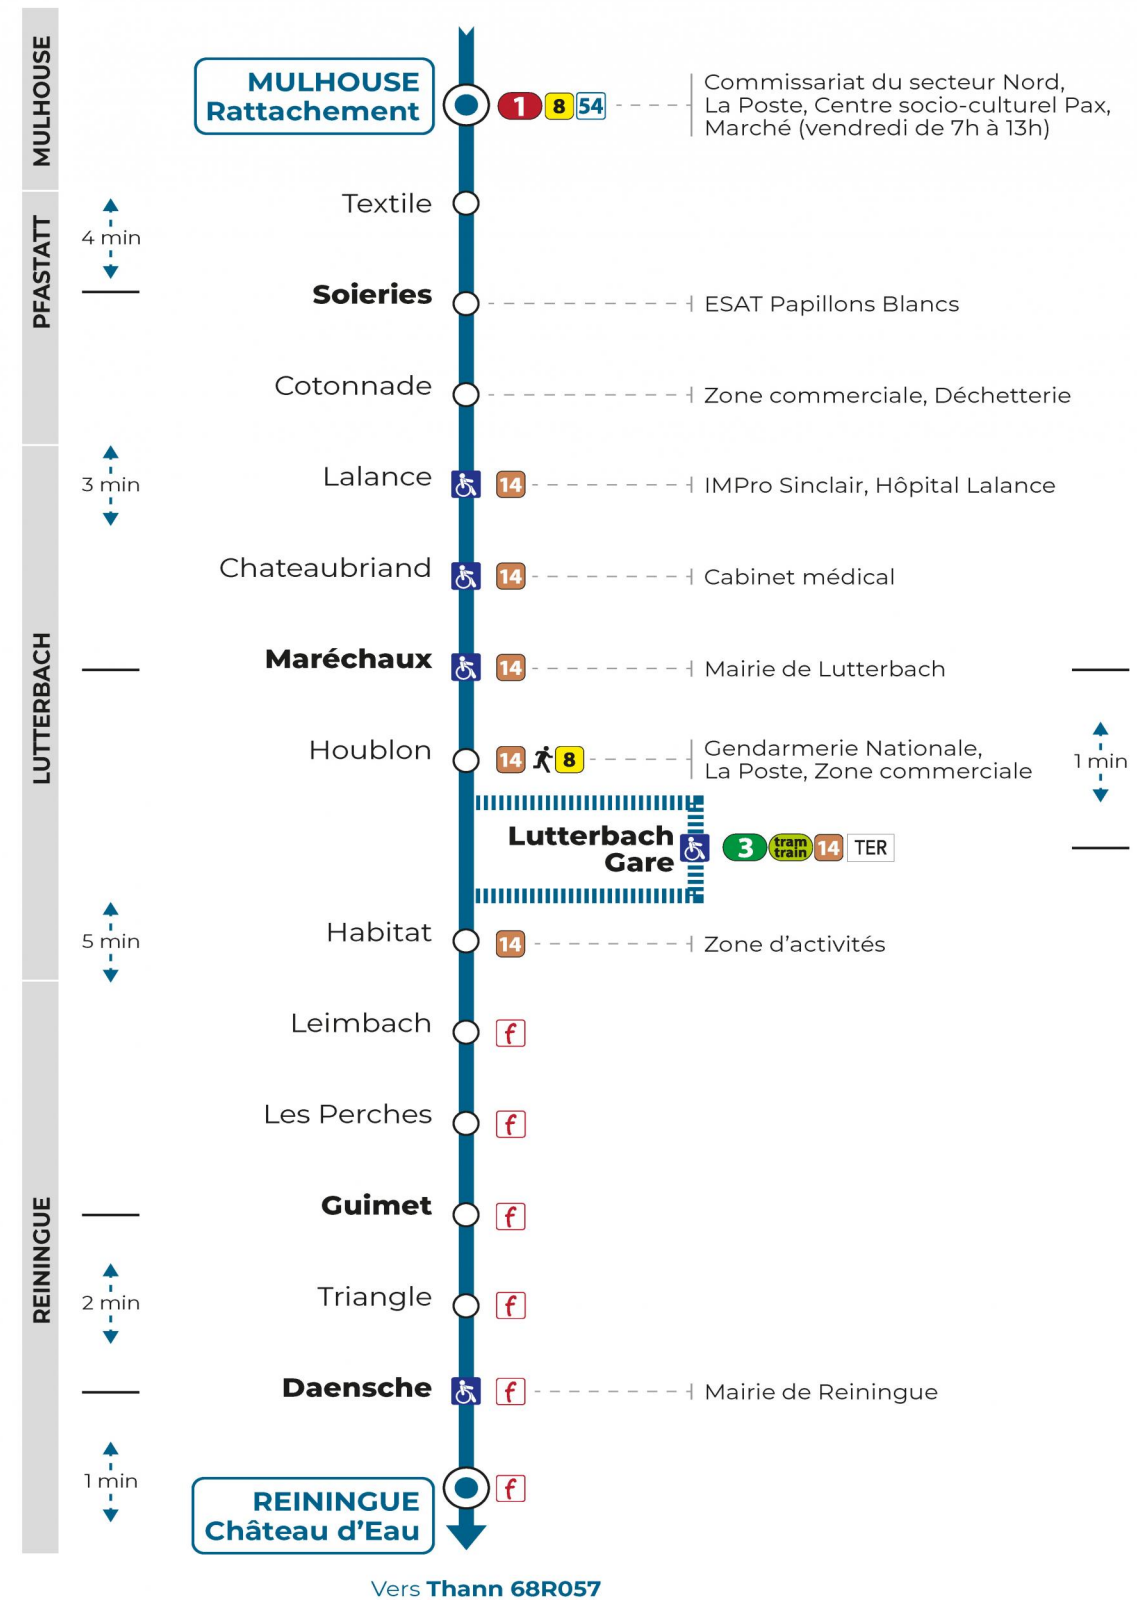 MULHOUSE
MULHOUSE
Rattachement
1 8 54
Commissariat du secteur Nord,
La Poste, Centre socio-culturel Pax,
Marché (vendredi de 7h à 13h)
PFASTATT
Textile
4 min
Soieries
ESAT Papillons Blancs
Cotonnade
Zone commerciale, Déchetterie
LUTTERBACH
Lalance
14
IMPro Sinclair, Hôpital Lalance
3 min
Chateaubriand
14
Cabinet médical
Maréchaux
14
Mairie de Lutterbach
Houblon
14 8
Gendarmerie Nationale,
La Poste, Zone commerciale
1 min
Lutterbach
Gare
3 tram train 14 TER
Habitat
14
Zone d'activités
5 min
REININGUE
Leimbach
f
Les Perches
f
Guimet
f
Triangle
f
2 min
Daensche
f
Mairie de Reiningue
1 min
f
REININGUE
Château d'Eau
Vers Thann 68R057